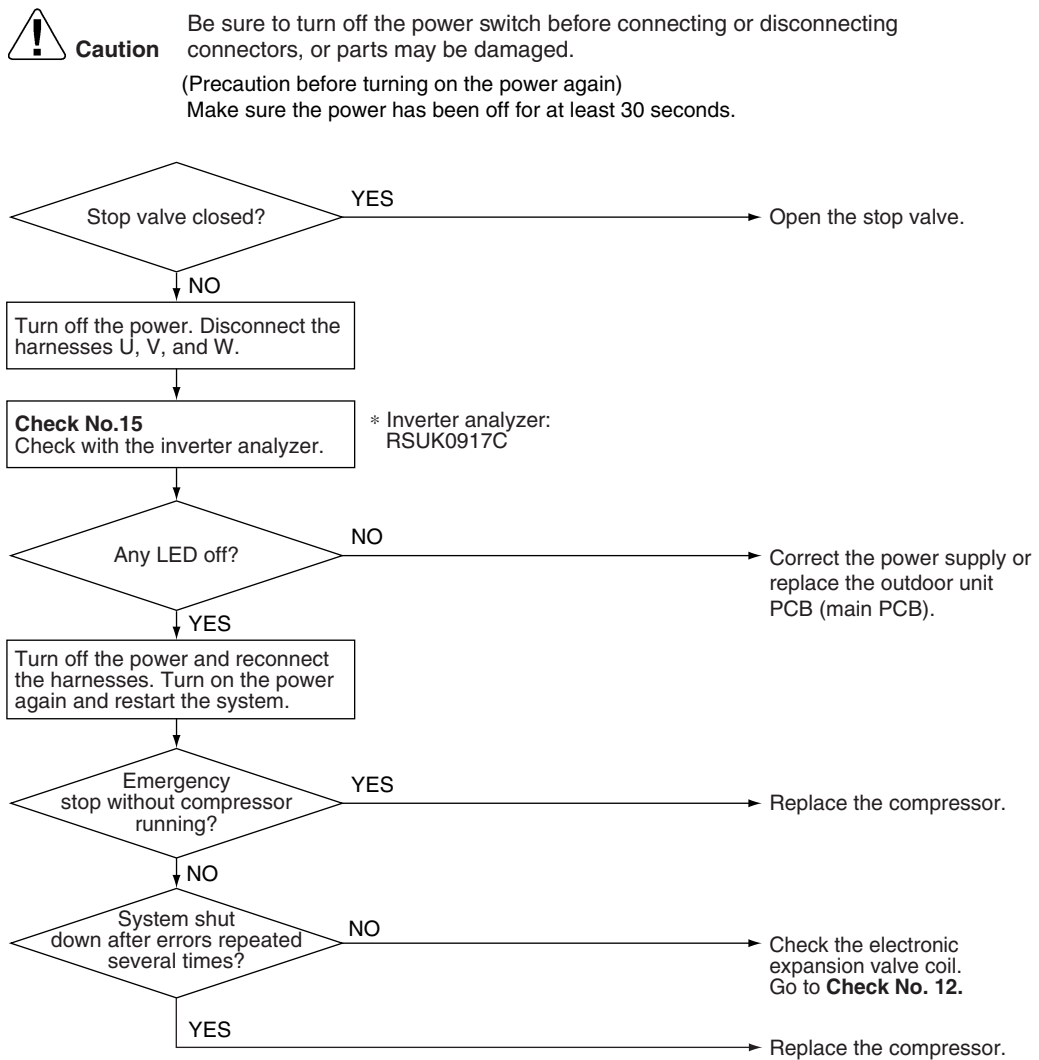 Caution
Be sure to turn off the power switch before connecting or disconnecting
connectors, or parts may be damaged.
(Precaution before turning on the power again)
Make sure the power has been off for at least 30 seconds.
Stop valve closed?
YES
Open the stop valve.
NO
Turn off the power. Disconnect the
harnesses U, V, and W.
Check No.15
Check with the inverter analyzer.
* Inverter analyzer:
RSUK0917C
Any LED off?
NO
Correct the power supply or
replace the outdoor unit
PCB (main PCB).
YES
Turn off the power and reconnect
the harnesses. Turn on the power
again and restart the system.
Emergency
stop without compressor
running?
YES
Replace the compressor.
NO
System shut
down after errors repeated
several times?
NO
Check the electronic
expansion valve coil.
Go to Check No. 12.
YES
Replace the compressor.